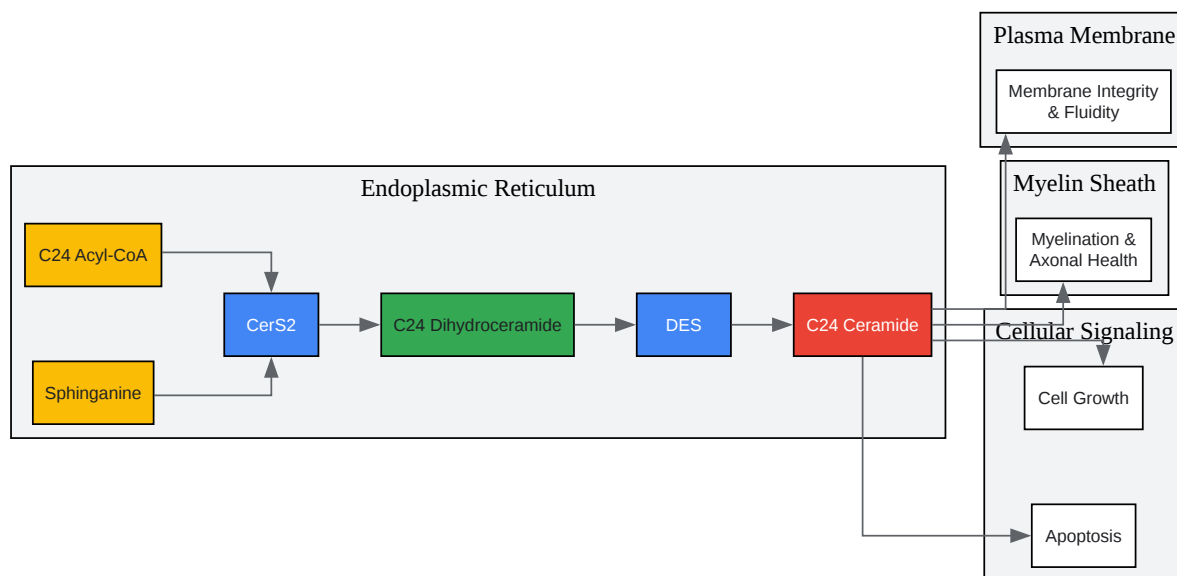 Plasma Membrane
Membrane Integrity
& Fluidity
Endoplasmic Reticulum
Myelin Sheath
C24 Acyl-CoA
Myelination &
Axonal Health
CerS2
C24 Dihydroceramide
DES
C24 Ceramide
Cellular Signaling
Sphinganine
Cell Growth
Apoptosis